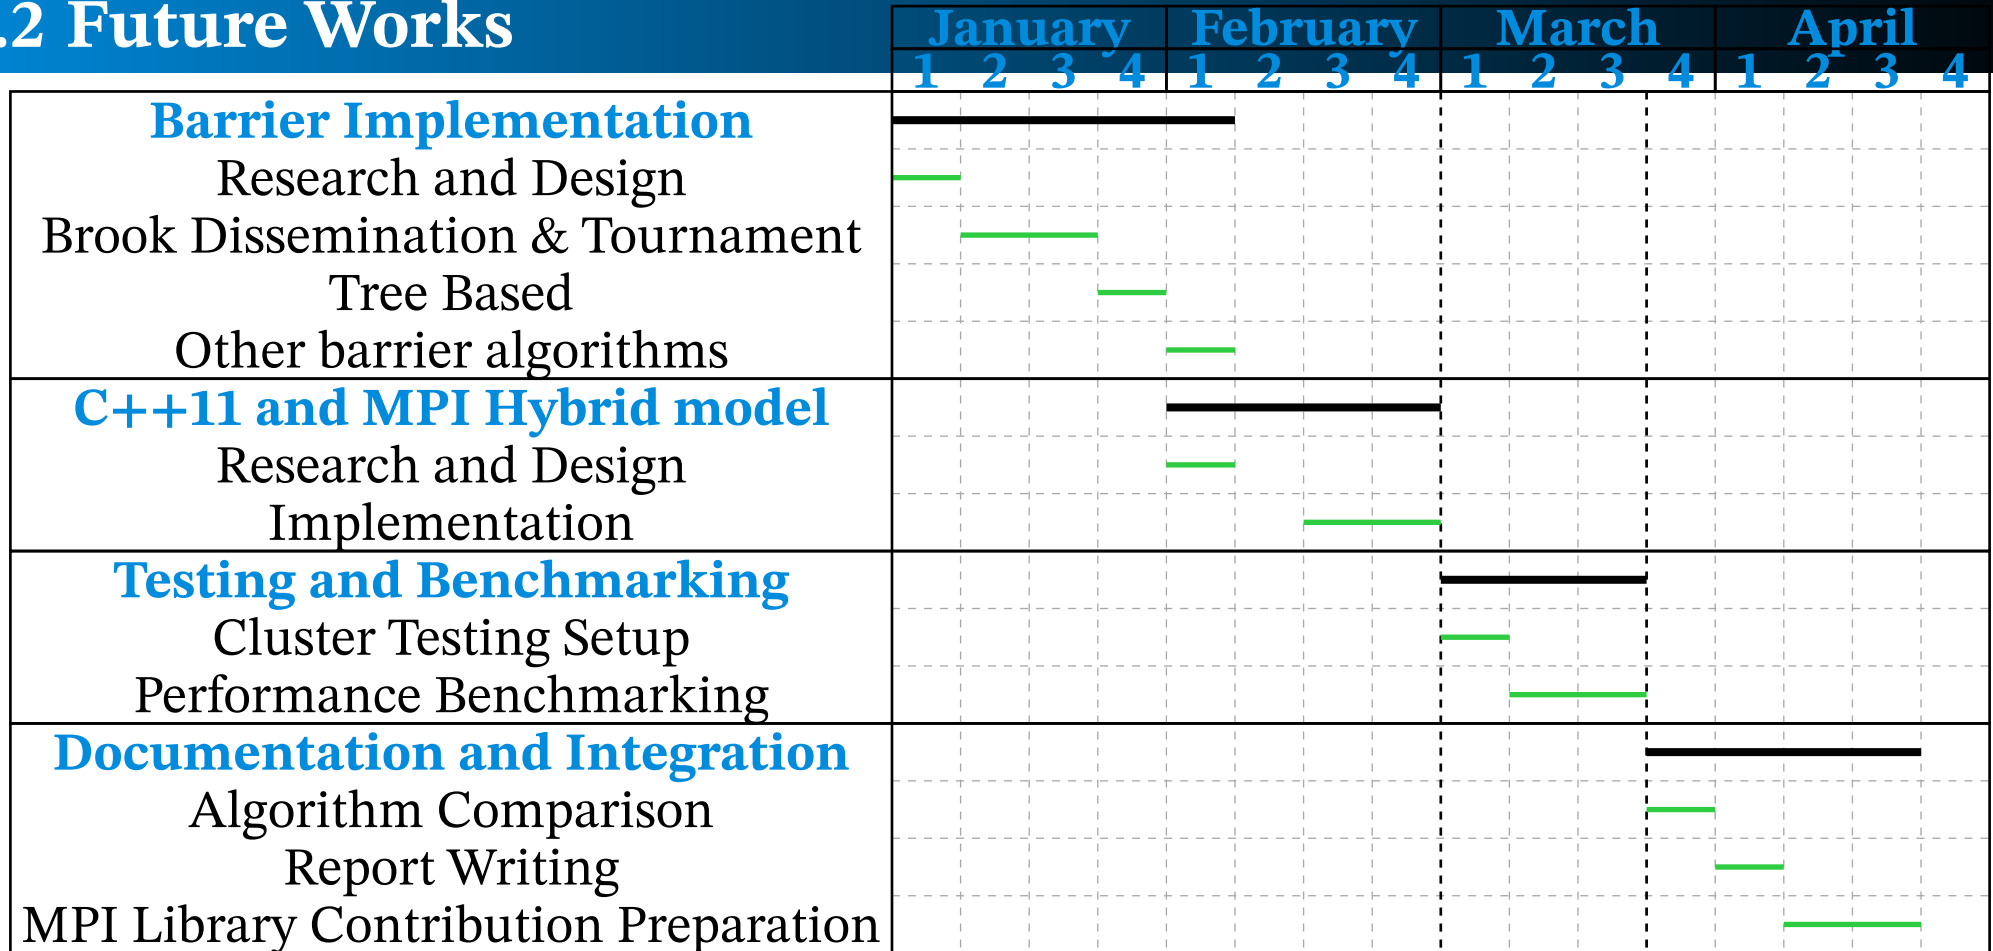 .2 Future Works
January February March April
1 2 3 4 1 2 3 4 1 2 3 4 1 2 3 4
Barrier Implementation
Research and Design
Brook Dissemination & Tournament
Tree Based
Other barrier algorithms
C++11 and MPI Hybrid model
Research and Design
Implementation
Testing and Benchmarking
Cluster Testing Setup
Performance Benchmarking
Documentation and Integration
Algorithm Comparison
Report Writing
MPI Library Contribution Preparation